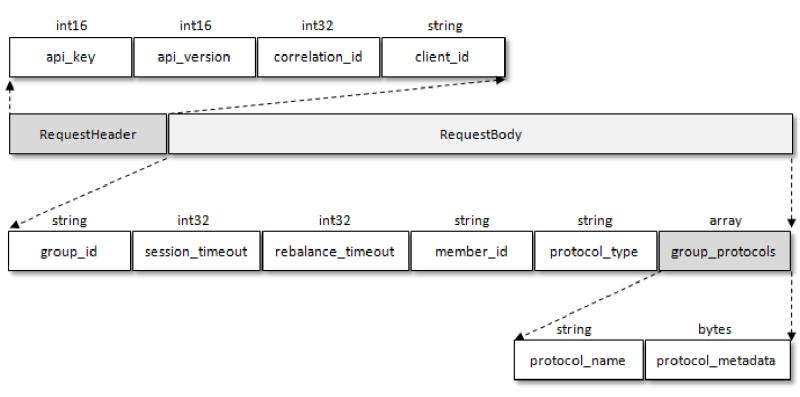 int16 int16 int32 string
api_key api_version correlation_id client_id
RequestHeader RequestBody
string int32 int32 string string array
group_id session_timeout rebalance_timeout member_id protocol_type group_protocols
string bytes
protocol_name protocol_metadata